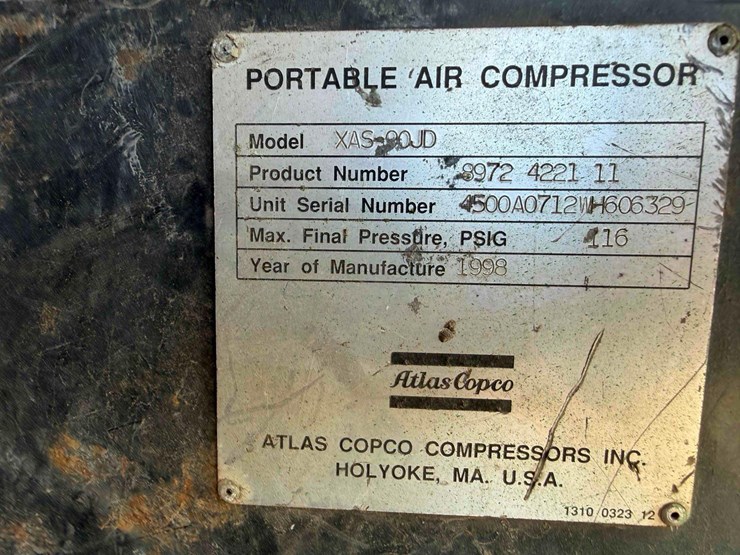 PORTABLE AIR COMPRESSOR
Model XAS-90JD
Product Number 8972 4221 11
Unit Serial Number 4500A0712WH606329
Max. Final Pressure, PSIG 116
Year of Manufacture 1998
Atlas Copco
ATLAS COPCO COMPRESSORS INC.
HOLYOKE, MA. U.S.A.
1310 0323 12